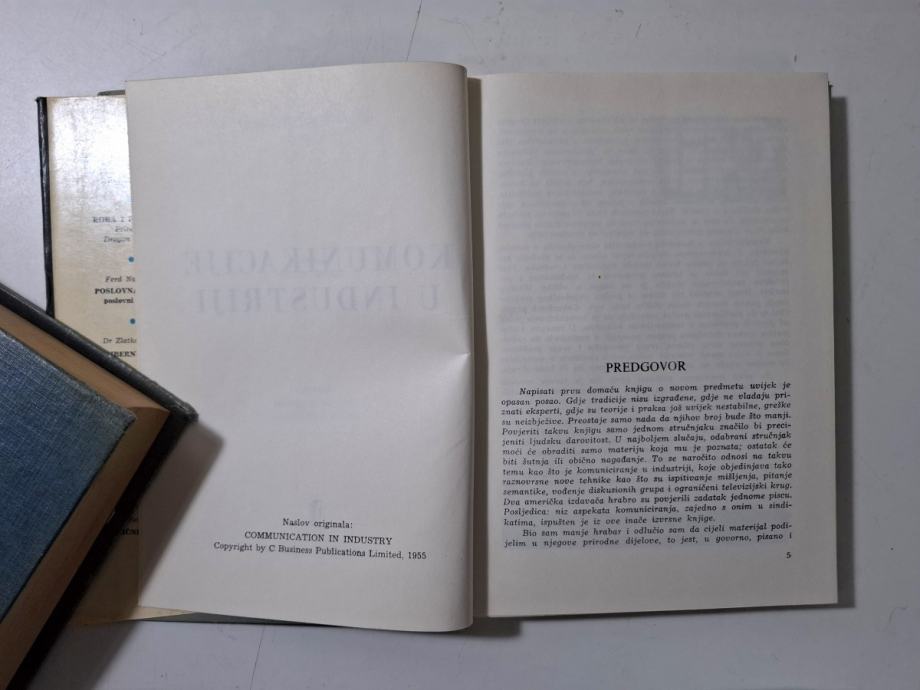 Dragan
Ferd
POSLOVNA
poslovni
Dr
KOMUNIKACIJE
U INDUSTRIJI
Naslov originala:
COMMUNICATION IN INDUSTRY
Copyright by C Business Publications Limited, 1955
PREDGOVOR
Napisati prvu domaću knjigu o novom predmetu uvijek je
opasan posao. Gdje tradicije nisu izgrađene, gdje ne vladaju pri-
znati eksperti, gdje su teorije i praksa još uvijek nestabilne, greške
su neizbježive. Preostaje samo nada da njihov broj bude što manji.
Povjeriti takvu knjigu samo jednom stručnjaku značilo bi preci-
jeniti ljudsku darovitost. U najboljem slučaju, odabrani stručnjak
moći će obraditi samo materiju koja mu je poznata; ostatak će
biti šutnja ili obično nagađanje. To se naročito odnosi na takvu
temu kao što je komuniciranje u industriji, koje objedinjava tako
raznovrsne nove tehnike kao što su ispitivanje mišljenja, pitanje
semantike, vođenje diskusionih grupa i ograničeni televizijski krug.
Dva američka izdavača hrabro su povjerili zadatak jednome piscu.
Posljedica: niz aspekata komuniciranja, zajedno s onim u sindi-
katima, ispušten je iz ove inače izvrsne knjige.
Bio sam manje hrabar i odlučio sam da cijeli materijal podi-
jelim u njegove prirodne dijelove, to jest, u govorno, pisano i
5